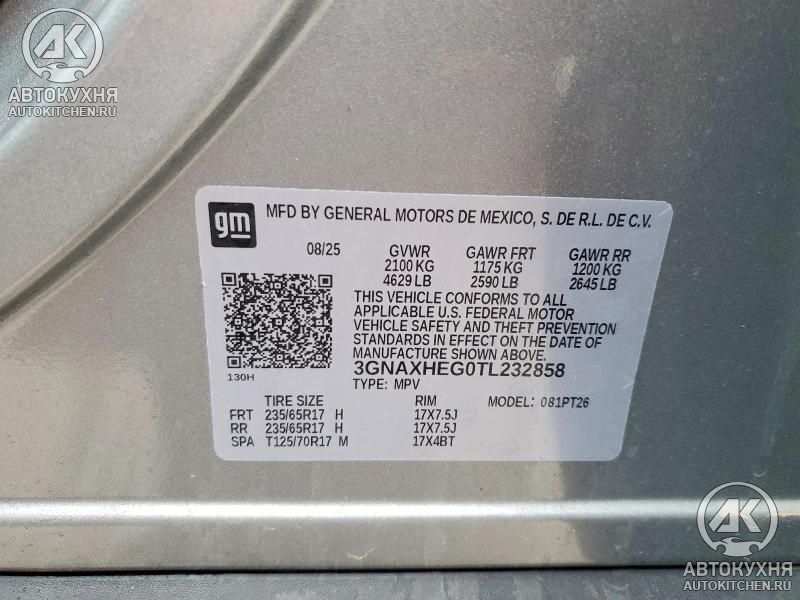 AK
АВТОКУХНЯ
AUTOKITCHEN.RU
gm MFD BY GENERAL MOTORS DE MEXICO, S. DE R.L. DE C.V.
08/25 GVWR GAWR FRT GAWR RR
2100 KG 1175 KG 1200 KG
4629 LB 2590 LB 2645 LB
THIS VEHICLE CONFORMS TO ALL
APPLICABLE U.S. FEDERAL MOTOR
VEHICLE SAFETY AND THEFT PREVENTION
STANDARDS IN EFFECT ON THE DATE OF
MANUFACTURE SHOWN ABOVE.
130H
3GNAXHEG0TL232858
TYPE: MPV
TIRE SIZE RIM MODEL: 081PT26
FRT 235/65R17 H 17X7.5J
RR 235/65R17 H 17X7.5J
SPA T125/70R17 M 17X4BT
AK
АВТОКУХНЯ
AUTOKITCHEN.RU